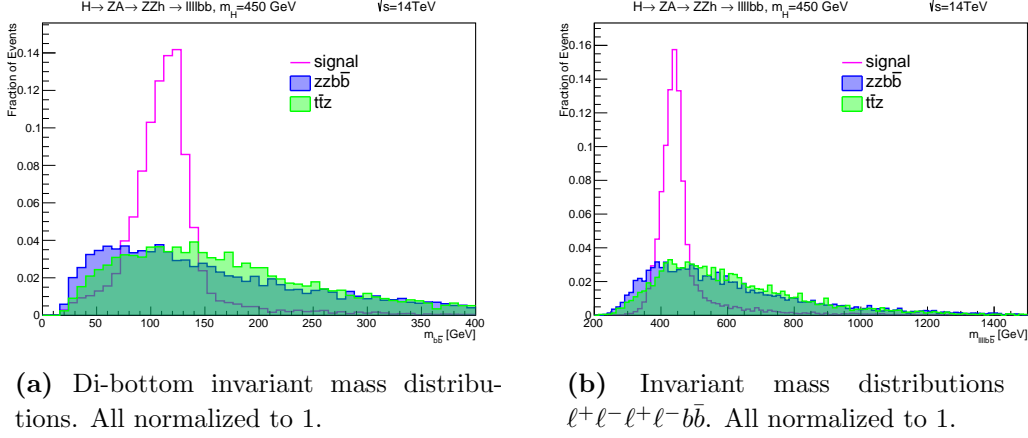 H→ ZA→ ZZh → llllbb, m_H=450 GeV √s=14TeV
Fraction of Events
0.14
0.12
0.1
0.08
0.06
0.04
0.02
0
signal
zzbb̄
tt̄z
0 50 100 150 200 250 300 350 400
m_bb̄ [GeV]
H→ ZA→ ZZh → llllbb, m_H=450 GeV √s=14TeV
Fraction of Events
0.16
0.14
0.12
0.1
0.08
0.06
0.04
0.02
0
signal
zzbb̄
tt̄z
200 400 600 800 1000 1200 1400
m_llllbb̄ [GeV]
(a) Di-bottom invariant mass distribu-
tions. All normalized to 1.
(b) Invariant mass distributions
ℓ⁺ℓ⁻ℓ⁺ℓ⁻bb̄. All normalized to 1.